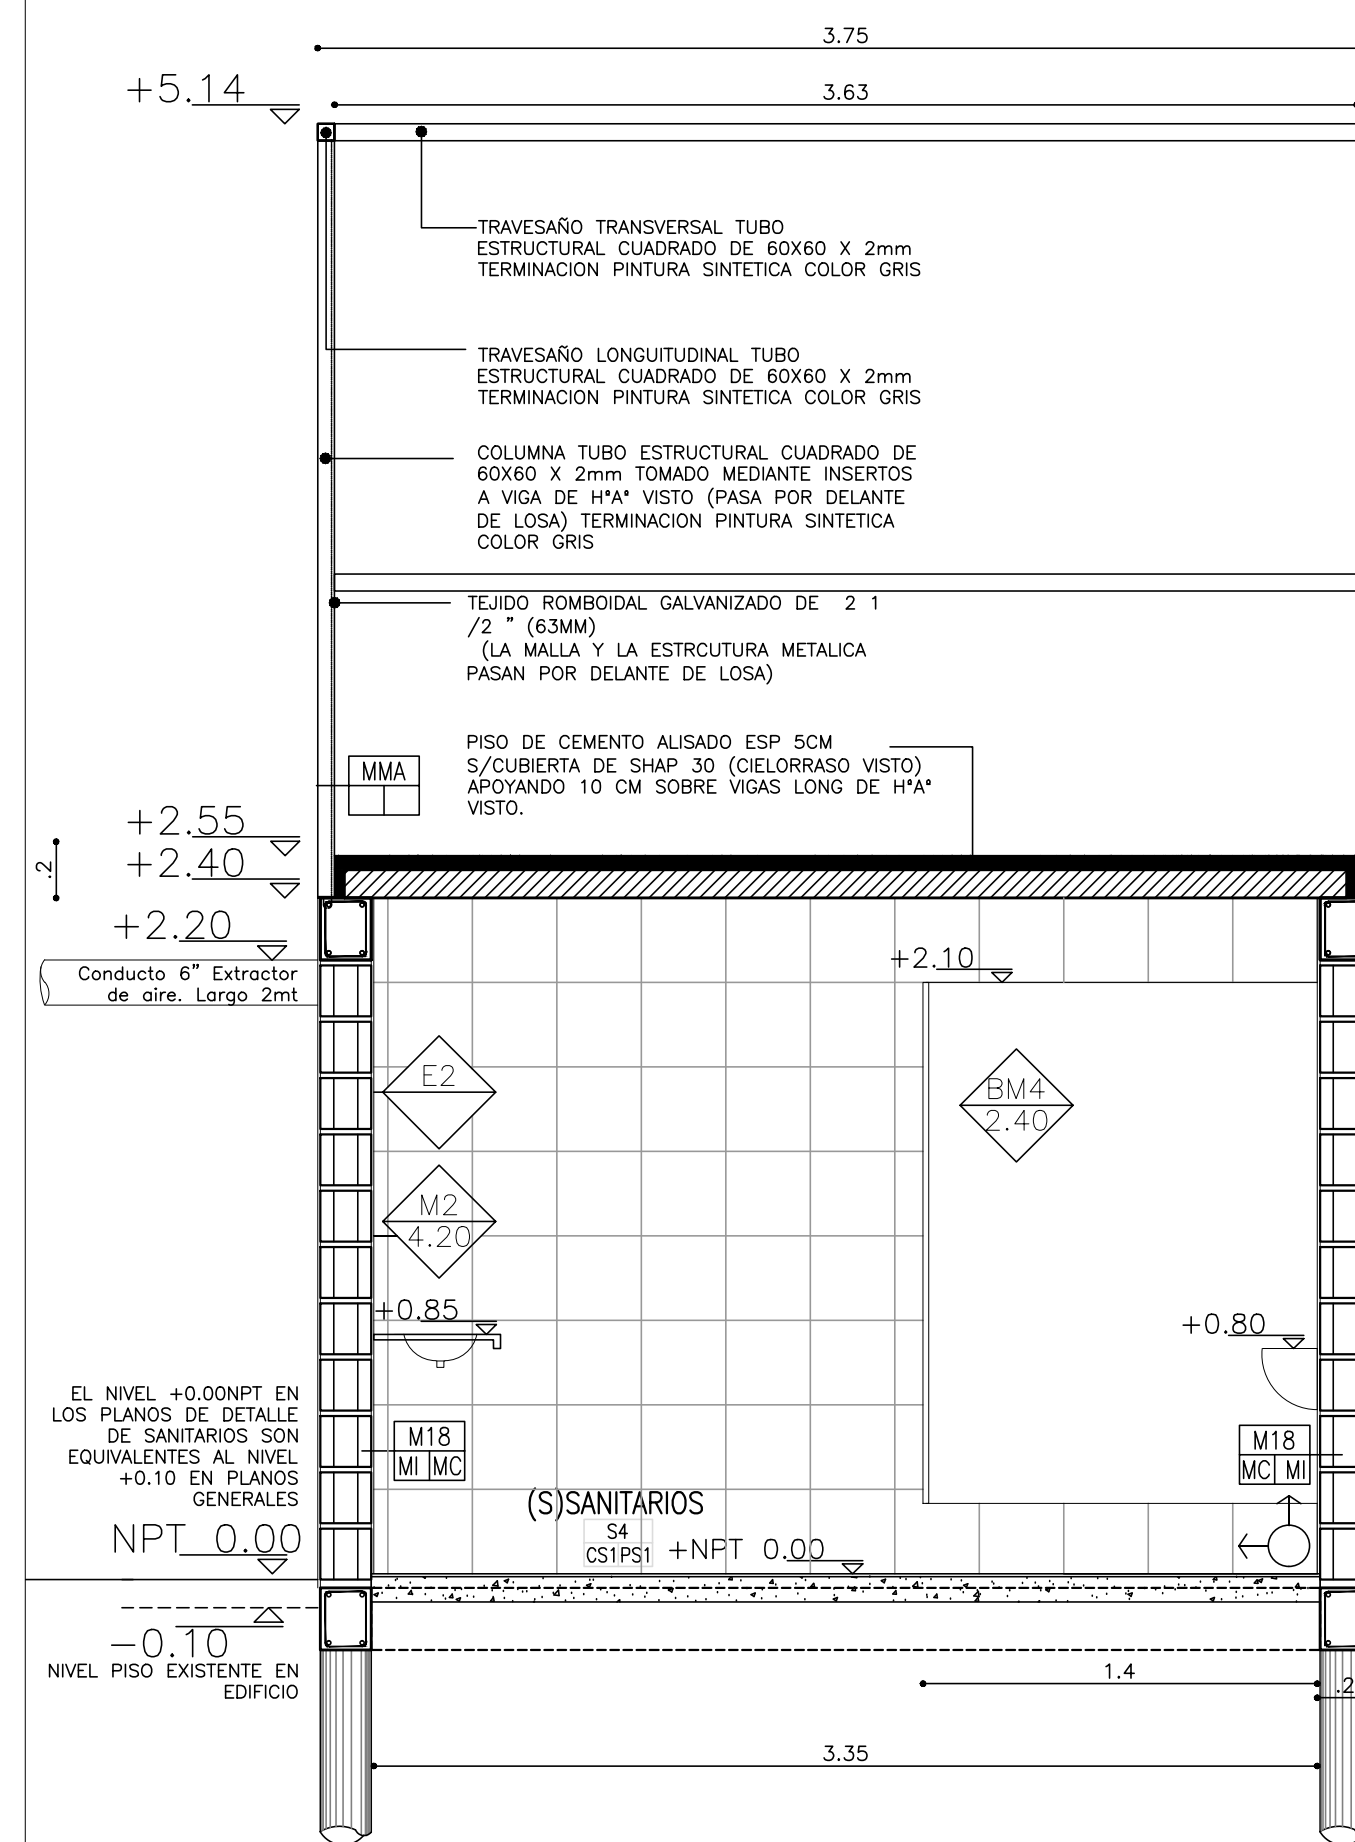 3.75
+5.14
3.63
TRAVESAÑO TRANSVERSAL TUBO
ESTRUCTURAL CUADRADO DE 60X60 X 2mm
TERMINACION PINTURA SINTETICA COLOR GRIS
TRAVESAÑO LONGUITUDINAL TUBO
ESTRUCTURAL CUADRADO DE 60X60 X 2mm
TERMINACION PINTURA SINTETICA COLOR GRIS
COLUMNA TUBO ESTRUCTURAL CUADRADO DE
60X60 X 2mm TOMADO MEDIANTE INSERTOS
A VIGA DE HªAª VISTO (PASA POR DELANTE
DE LOSA) TERMINACION PINTURA SINTETICA
COLOR GRIS
TEJIDO ROMBOIDAL GALVANIZADO DE 2 1
/2 " (63MM)
(LA MALLA Y LA ESTRCUTURA METALICA
PASAN POR DELANTE DE LOSA)
PISO DE CEMENTO ALISADO ESP 5CM
S/CUBIERTA DE SHAP 30 (CIELORRASO VISTO)
APOYANDO 10 CM SOBRE VIGAS LONG DE HªAª
VISTO.
MMA
+2.55
+2.40
.2
+2.20
Conducto 6" Extractor
de aire. Largo 2mt
+2.10
E2
BM4
2.40
M2
4.20
+0.85
+0.80
EL NIVEL +0.00NPT EN
LOS PLANOS DE DETALLE
DE SANITARIOS SON
EQUIVALENTES AL NIVEL
+0.10 EN PLANOS
GENERALES
M18
MI MC
M18
MC MI
(S)SANITARIOS
S4
CS1 PS1
+NPT 0.00
NPT 0.00
-0.10
NIVEL PISO EXISTENTE EN
EDIFICIO
1.4
.2
3.35